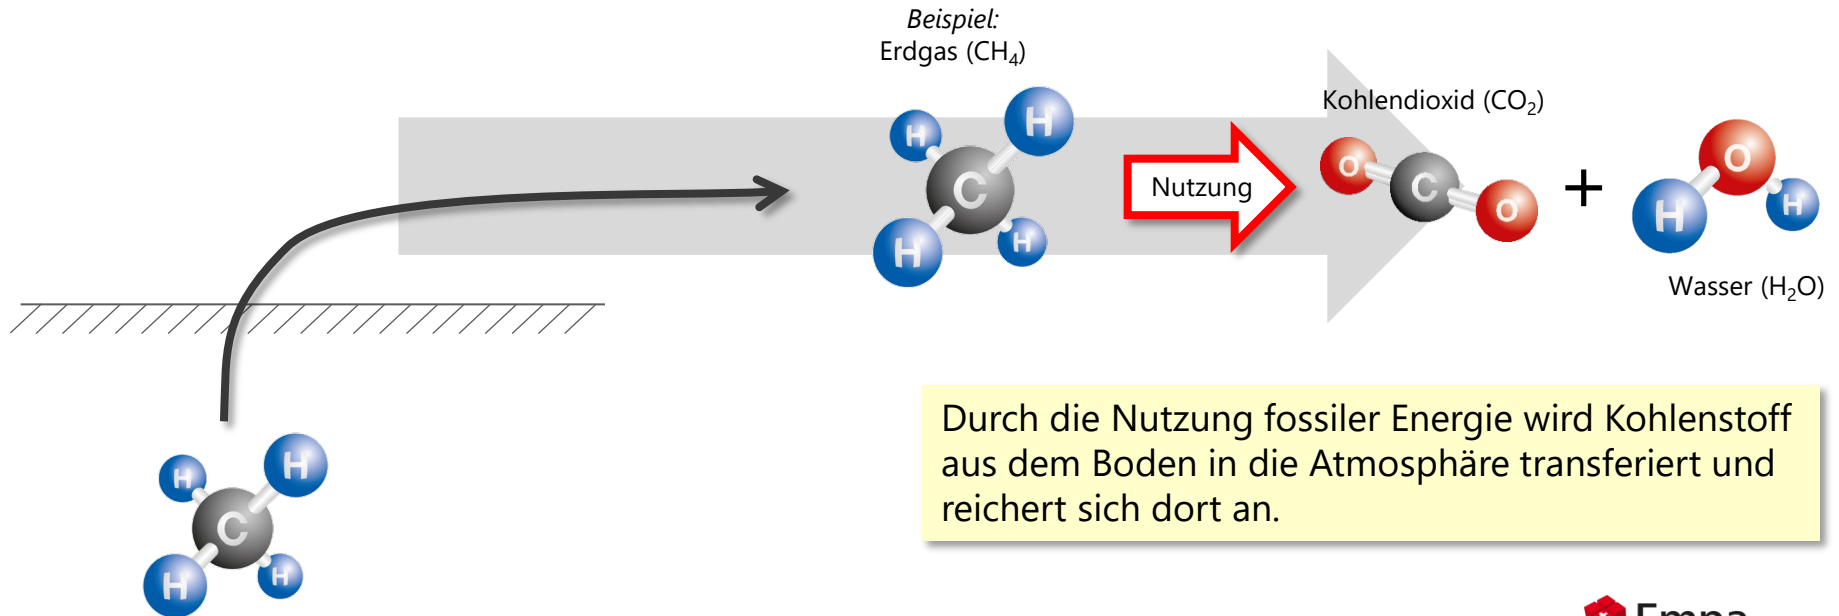 Beispiel:
Erdgas (CH₄)
Kohlendioxid (CO₂)
H
H
C
H
H
Nutzung
O
C
O
+
O
H
H
Wasser (H₂O)
Durch die Nutzung fossiler Energie wird Kohlenstoff
aus dem Boden in die Atmosphäre transferiert und
reichert sich dort an.
H
H
C
H
H
Empa